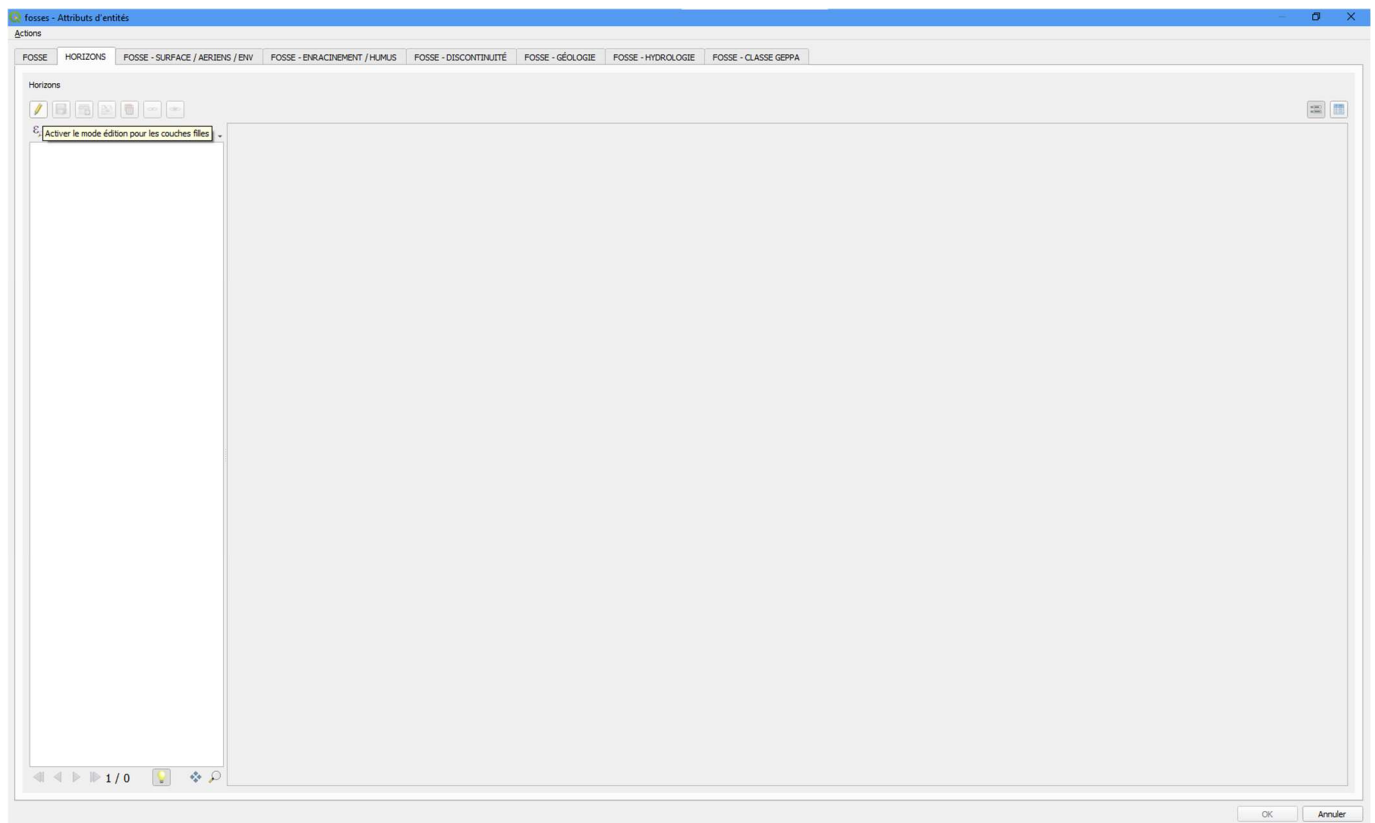 fosses - Attributs d'entités
Actions
FOSSE HORIZONS FOSSE - SURFACE / AERIENS / ENV FOSSE - ENRACINEMENT / HUMUS FOSSE - DISCONTINUITÉ FOSSE - GÉOLOGIE FOSSE - HYDROLOGIE FOSSE - CLASSE GEPPA
Horizons
Activer le mode édition pour les couches filles
1 / 0
OK Annuler